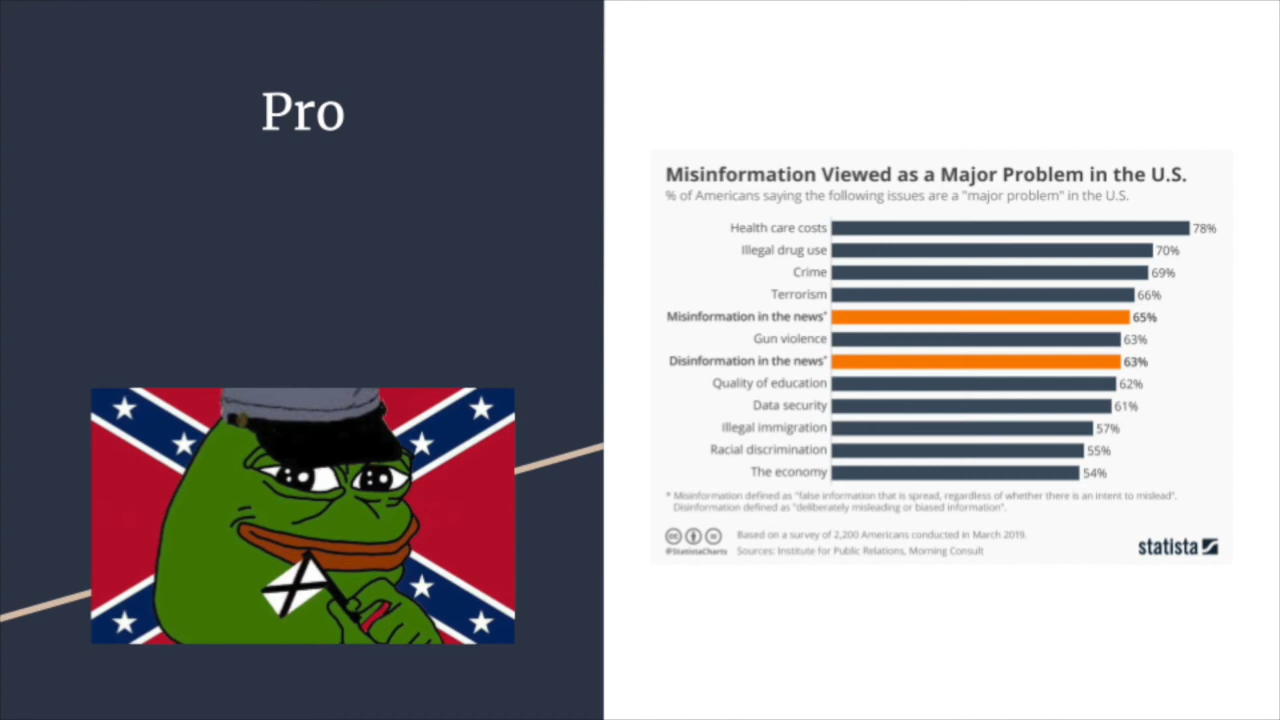 Pro
Misinformation Viewed as a Major Problem in the U.S.
% of Americans saying the following issues are a "major problem" in the U.S.
Health care costs 78%
Illegal drug use 70%
Crime 69%
Terrorism 66%
Misinformation in the news* 65%
Gun violence 63%
Disinformation in the news* 63%
Quality of education 62%
Data security 61%
Illegal immigration 57%
Racial discrimination 55%
The economy 54%
* Misinformation defined as "false information that is spread, regardless of whether there is an intent to mislead".
Disinformation defined as "deliberately misleading or biased information".
Based on a survey of 2,200 Americans conducted in March 2019.
@StatistaCharts Sources: Institute for Public Relations, Morning Consult
statista